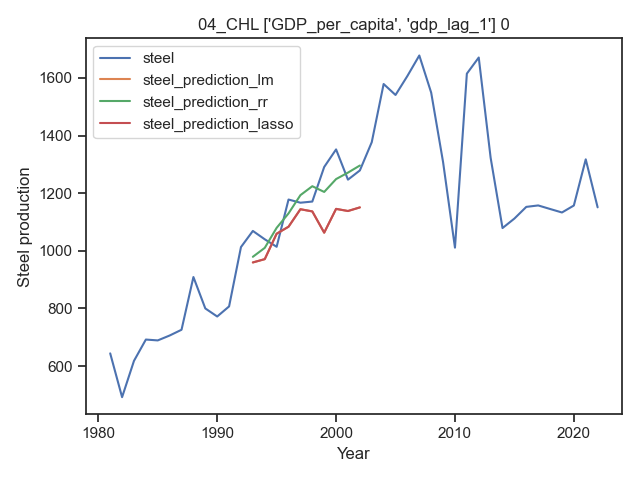 04_CHL ['GDP_per_capita', 'gdp_lag_1'] 0
steel
steel_prediction_lm
steel_prediction_rr
steel_prediction_lasso
Steel production
1600
1400
1200
1000
800
600
1980
1990
2000
2010
2020
Year